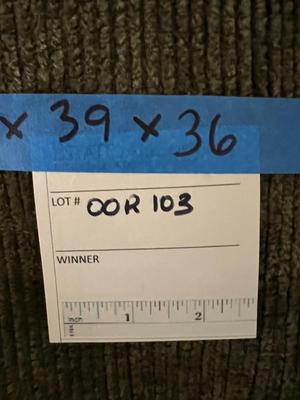 x 39 x 36
LOT # OOR 103
WINNER
1 2